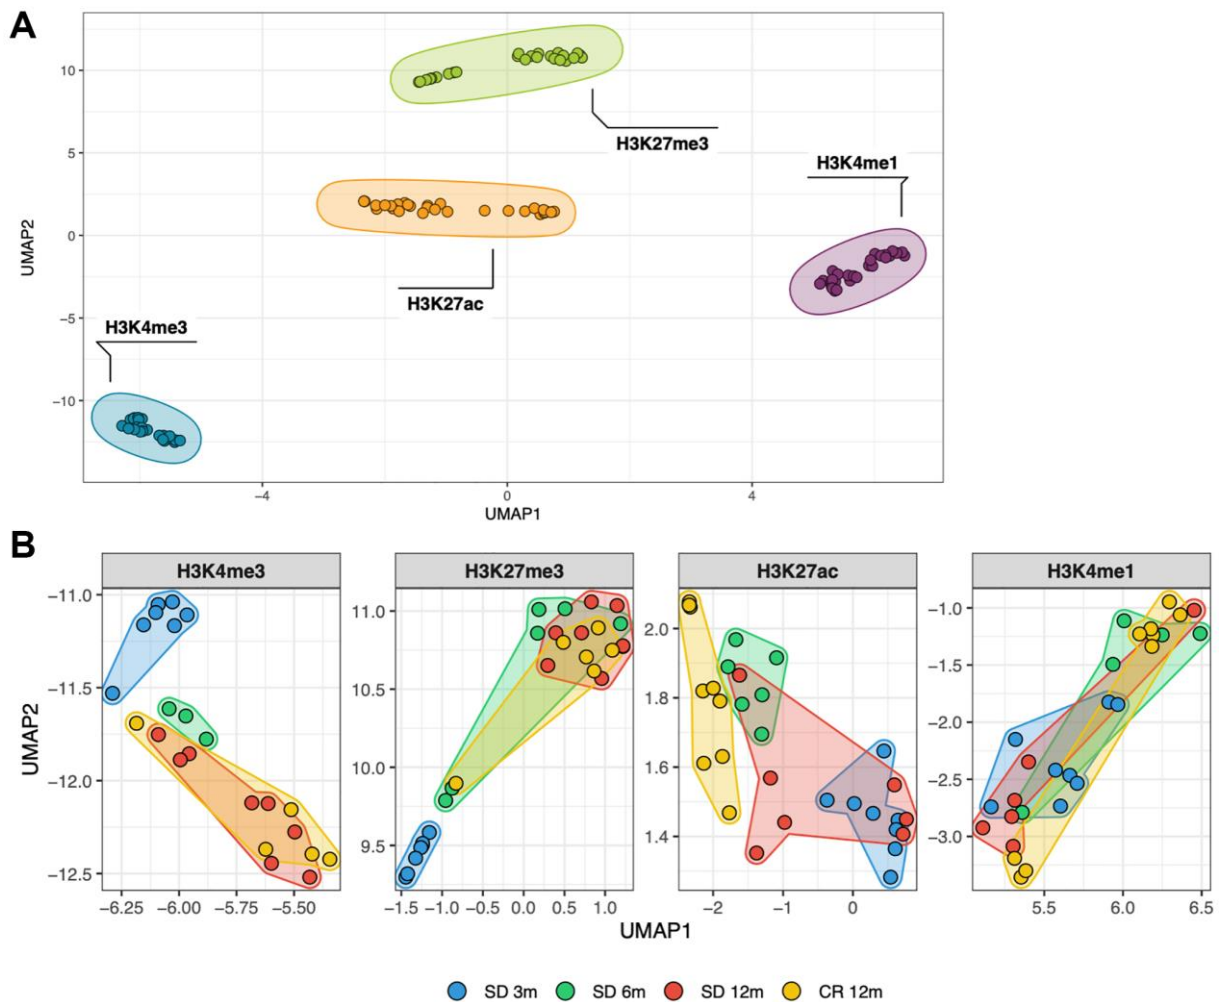 A
10
5
0
−5
−10
UMAP2
−4
0
4
UMAP1
H3K27me3
H3K4me1
H3K27ac
H3K4me3
B
H3K4me3
H3K27me3
H3K27ac
H3K4me1
UMAP2
−11.0
−11.5
−12.0
−12.5
11.0
10.5
10.0
9.5
2.0
1.8
1.6
1.4
−1.0
−1.5
−2.0
−2.5
−3.0
−6.25 −6.00 −5.75 −5.50
−1.5 −1.0 −0.5 0.0 0.5 1.0
−2 −1 0
5.5 6.0 6.5
UMAP1
SD 3m SD 6m SD 12m CR 12m